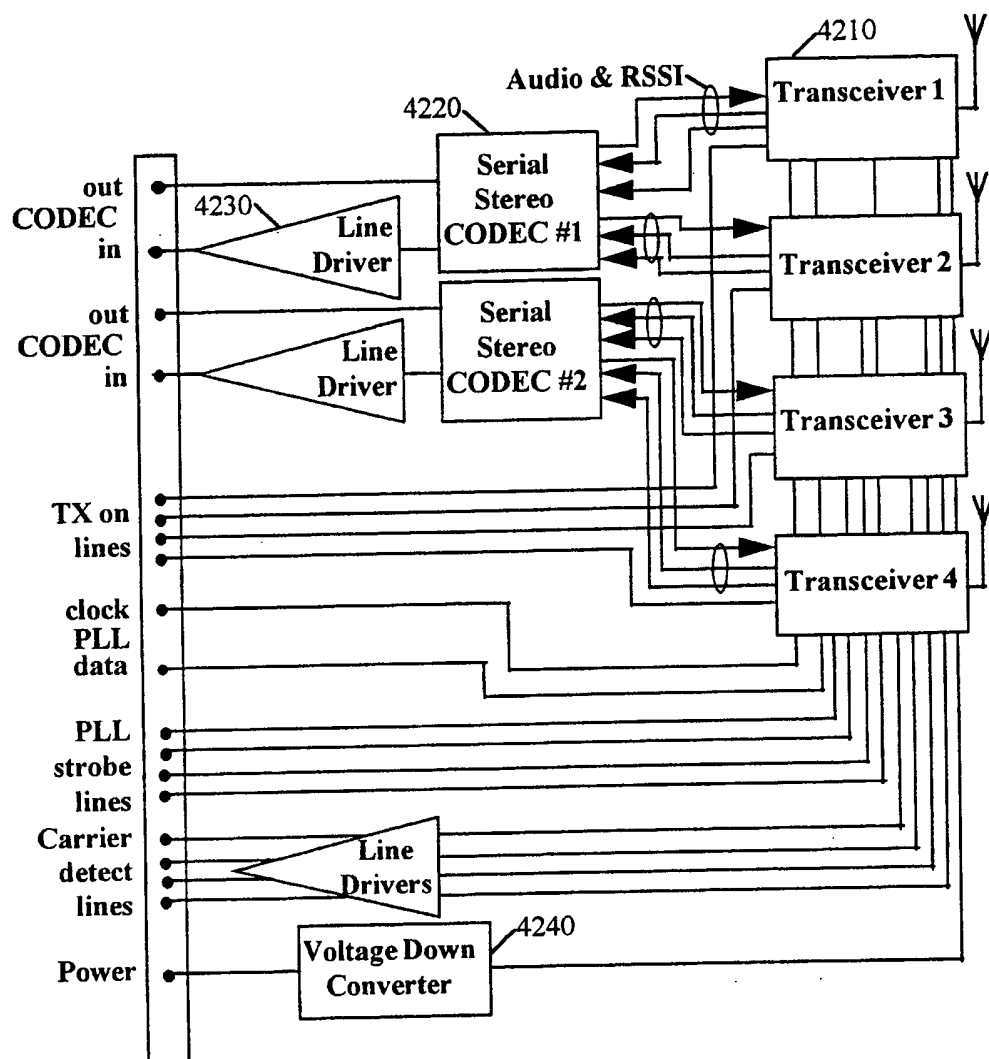 4210
Audio & RSSI
Transceiver 1
4220
Serial
Stereo
CODEC #1
out
CODEC
in
4230
Line
Driver
Transceiver 2
out
CODEC
in
Line
Driver
Serial
Stereo
CODEC #2
Transceiver 3
TX on
lines
Transceiver 4
clock
PLL
data
PLL
strobe
lines
Carrier
detect
lines
Line
Drivers
4240
Power
Voltage Down
Converter